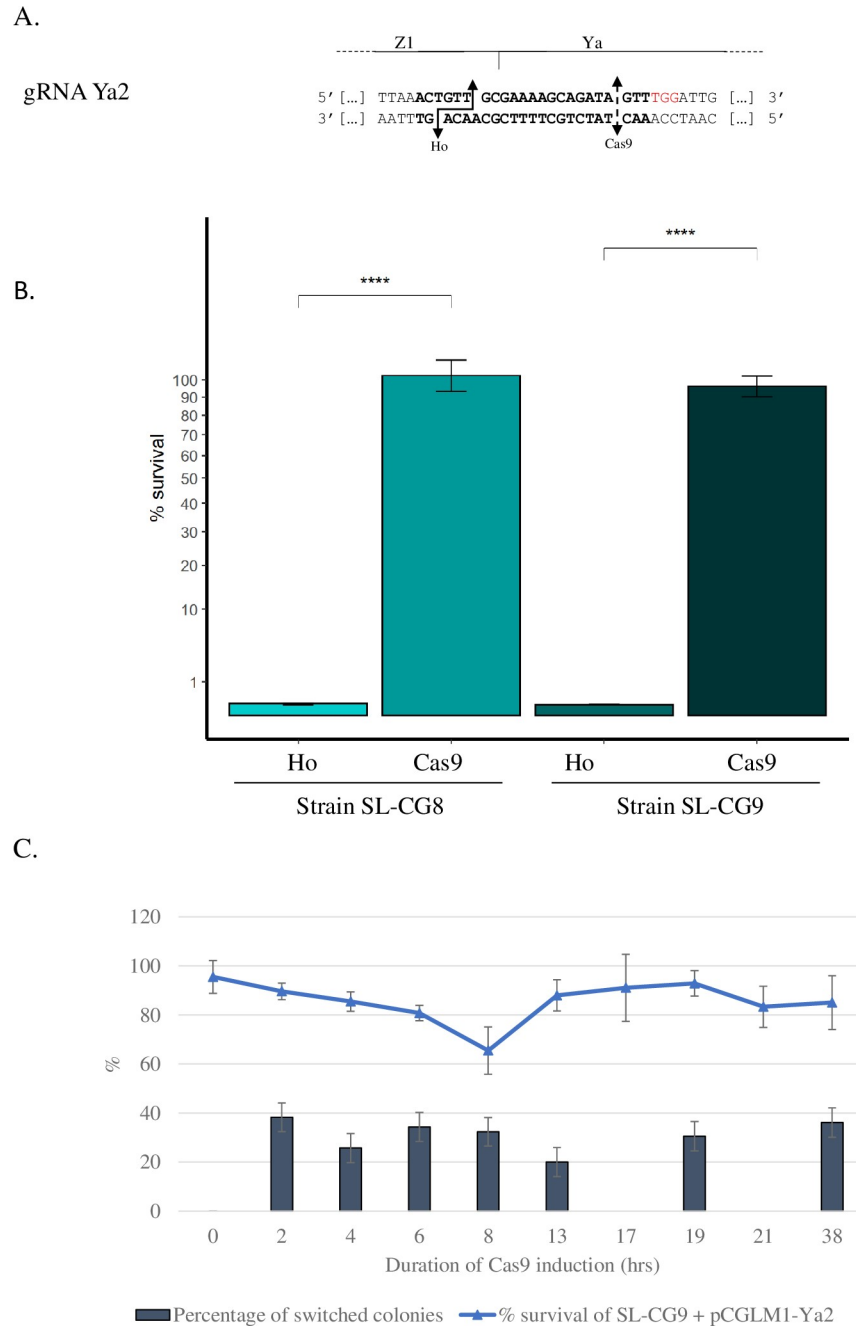 A.
Z1 Ya
gRNA Ya2
5' […] TTAAACTGTT GCGAAAAGCAGATA GTTTGGATTG […] 3'
3' […] AATTTG ACAACGCTTTTCGTCTAT CAAACCTAAC […] 5'
Ho Cas9
B.
**** ****
% survival
100
90
80
70
60
50
40
30
20
10
1
Ho Cas9 Ho Cas9
Strain SL-CG8 Strain SL-CG9
C.
120
100
80
60
40
20
0
%
0 2 4 6 8 13 17 19 21 38
Duration of Cas9 induction (hrs)
Percentage of switched colonies % survival of SL-CG9 + pCGLM1-Ya2